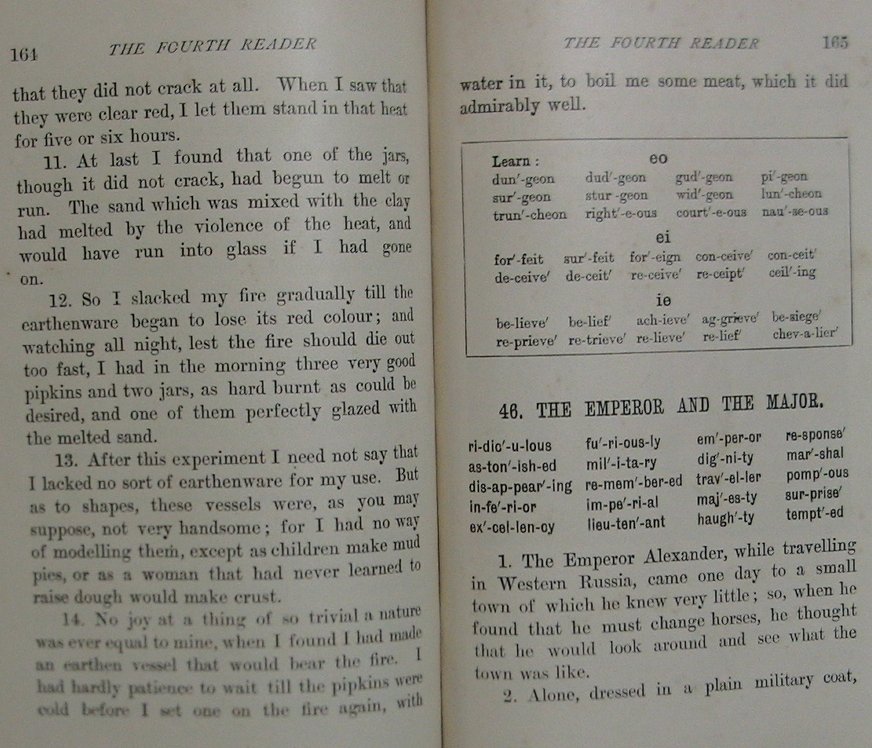 164 THE FOURTH READER
that they did not crack at all. When I saw that
they were clear red, I let them stand in that heat
for five or six hours.
11. At last I found that one of the jars,
though it did not crack, had begun to melt or
run. The sand which was mixed with the clay
had melted by the violence of the heat, and
would have run into glass if I had gone
on.
12. So I slacked my fire gradually till the
earthenware began to lose its red colour; and
watching all night, lest the fire should die out
too fast, I had in the morning three very good
pipkins and two jars, as hard burnt as could be
desired, and one of them perfectly glazed with
the melted sand.
13. After this experiment I need not say that
I lacked no sort of earthenware for my use. But
as to shapes, these vessels were, as you may
suppose, not very handsome; for I had no way
of modelling them, except as children make mud
pies, or as a woman that had never learned to
raise dough would make crust.
14. No joy at a thing of so trivial a nature
was ever equal to mine, when I found I had made
an earthen vessel that would bear the fire. I
had hardly patience to wait till the pipkins were
cold before I set one on the fire again, with
THE FOURTH READER 165
water in it, to boil me some meat, which it did
admirably well.
Learn: eo
dun′-geon dud′-geon gud′-geon pi′-geon
sur′-geon stur-geon wid′-geon lun′-cheon
trun′-cheon right′-e-ous court′-e-ous nau′-se-ous
ei
for′-feit sur′-feit for′-eign con-ceive′ con-ceit′
de-ceive′ de-ceit′ re-ceive′ re-ceipt′ ceil′-ing
ie
be-lieve′ be-lief′ ach-ieve′ ag-grieve′ be-siege′
re-prieve′ re-trieve′ re-lieve′ re-lief′ chev-a-lier′
46. THE EMPEROR AND THE MAJOR.
ri-dic′-u-lous fu′-ri-ous-ly em′-per-or re-sponse′
as-ton′-ish-ed mil′-i-ta-ry dig′-ni-ty mar′-shal
dis-ap-pear′-ing re-mem′-ber-ed trav′-el-ler pomp′-ous
in-fe′-ri-or im-pe′-ri-al maj′-es-ty sur-prise′
ex′-cel-len-cy lieu-ten′-ant haugh′-ty tempt′-ed
1. The Emperor Alexander, while travelling
in Western Russia, came one day to a small
town of which he knew very little; so, when he
found that he must change horses, he thought
that he would look around and see what the
town was like.
2. Alone, dressed in a plain military coat,